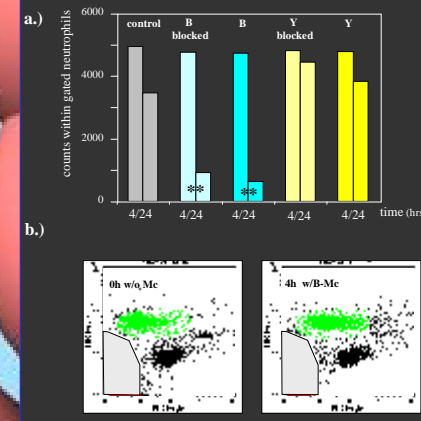 a.)
counts within gated neutrophils
6000
4000
2000
0
control B blocked B Y blocked Y
** **
4/24 4/24 4/24 4/24 4/24 time (hrs
b.)
0h w/o Mc 4h w/B-Mc